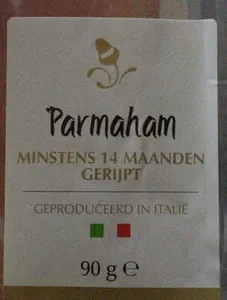 Parmaham
MINSTENS 14 MAANDEN
GERIJPT
GEPRODUCEERD IN ITALIË
90 g ℮